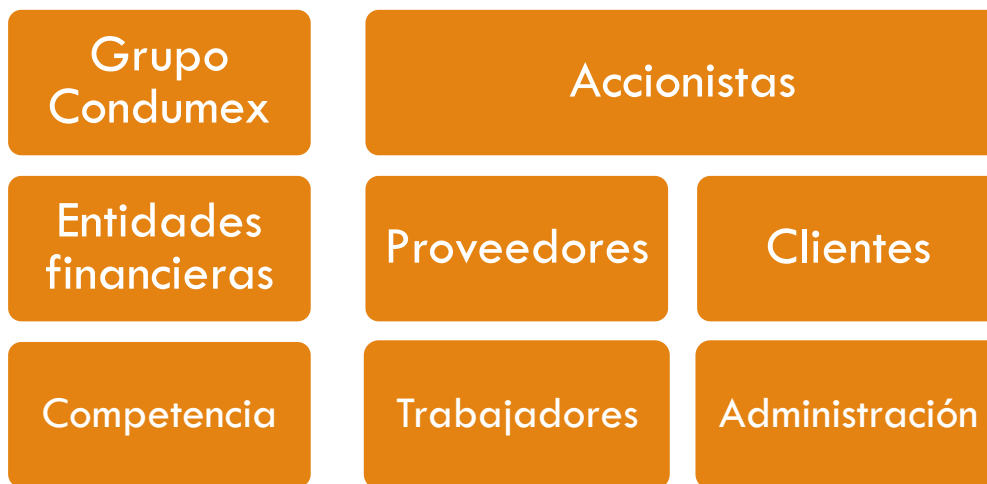 Grupo
Condumex
Accionistas
Entidades
financieras
Proveedores
Clientes
Competencia
Trabajadores
Administración